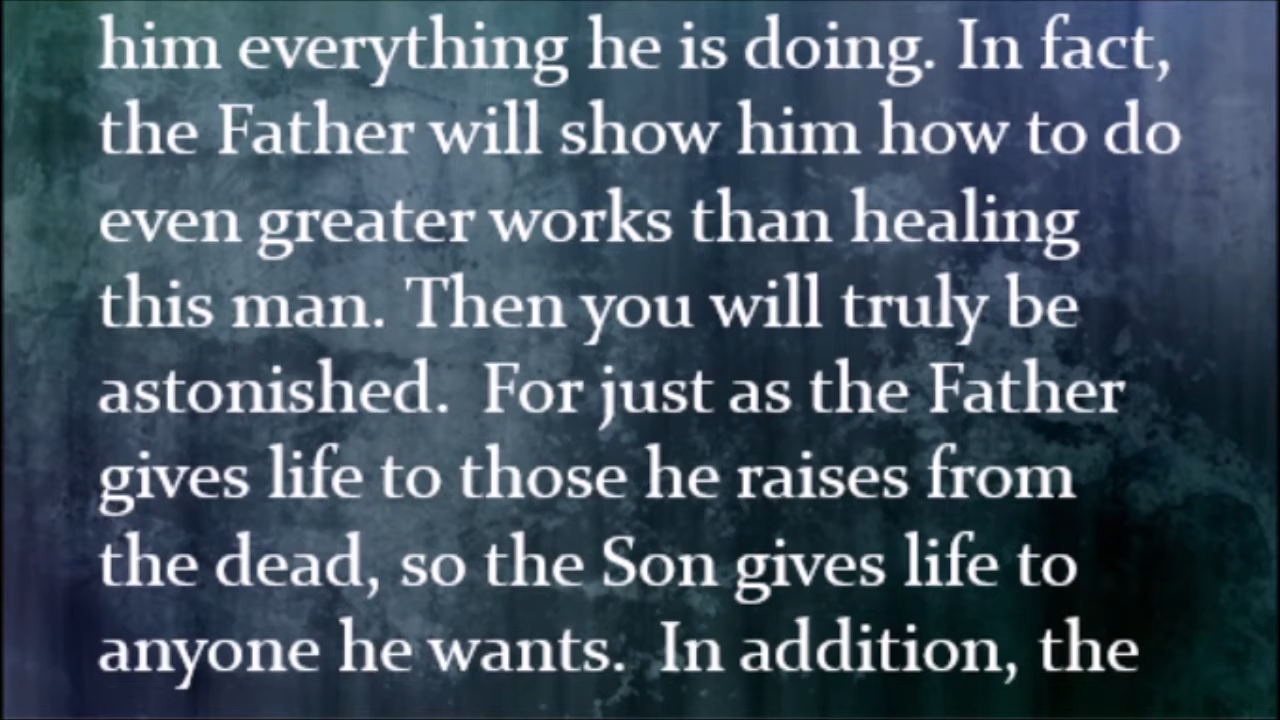 him everything he is doing. In fact,
the Father will show him how to do
even greater works than healing
this man. Then you will truly be
astonished.  For just as the Father
gives life to those he raises from
the dead, so the Son gives life to
anyone he wants.  In addition, the